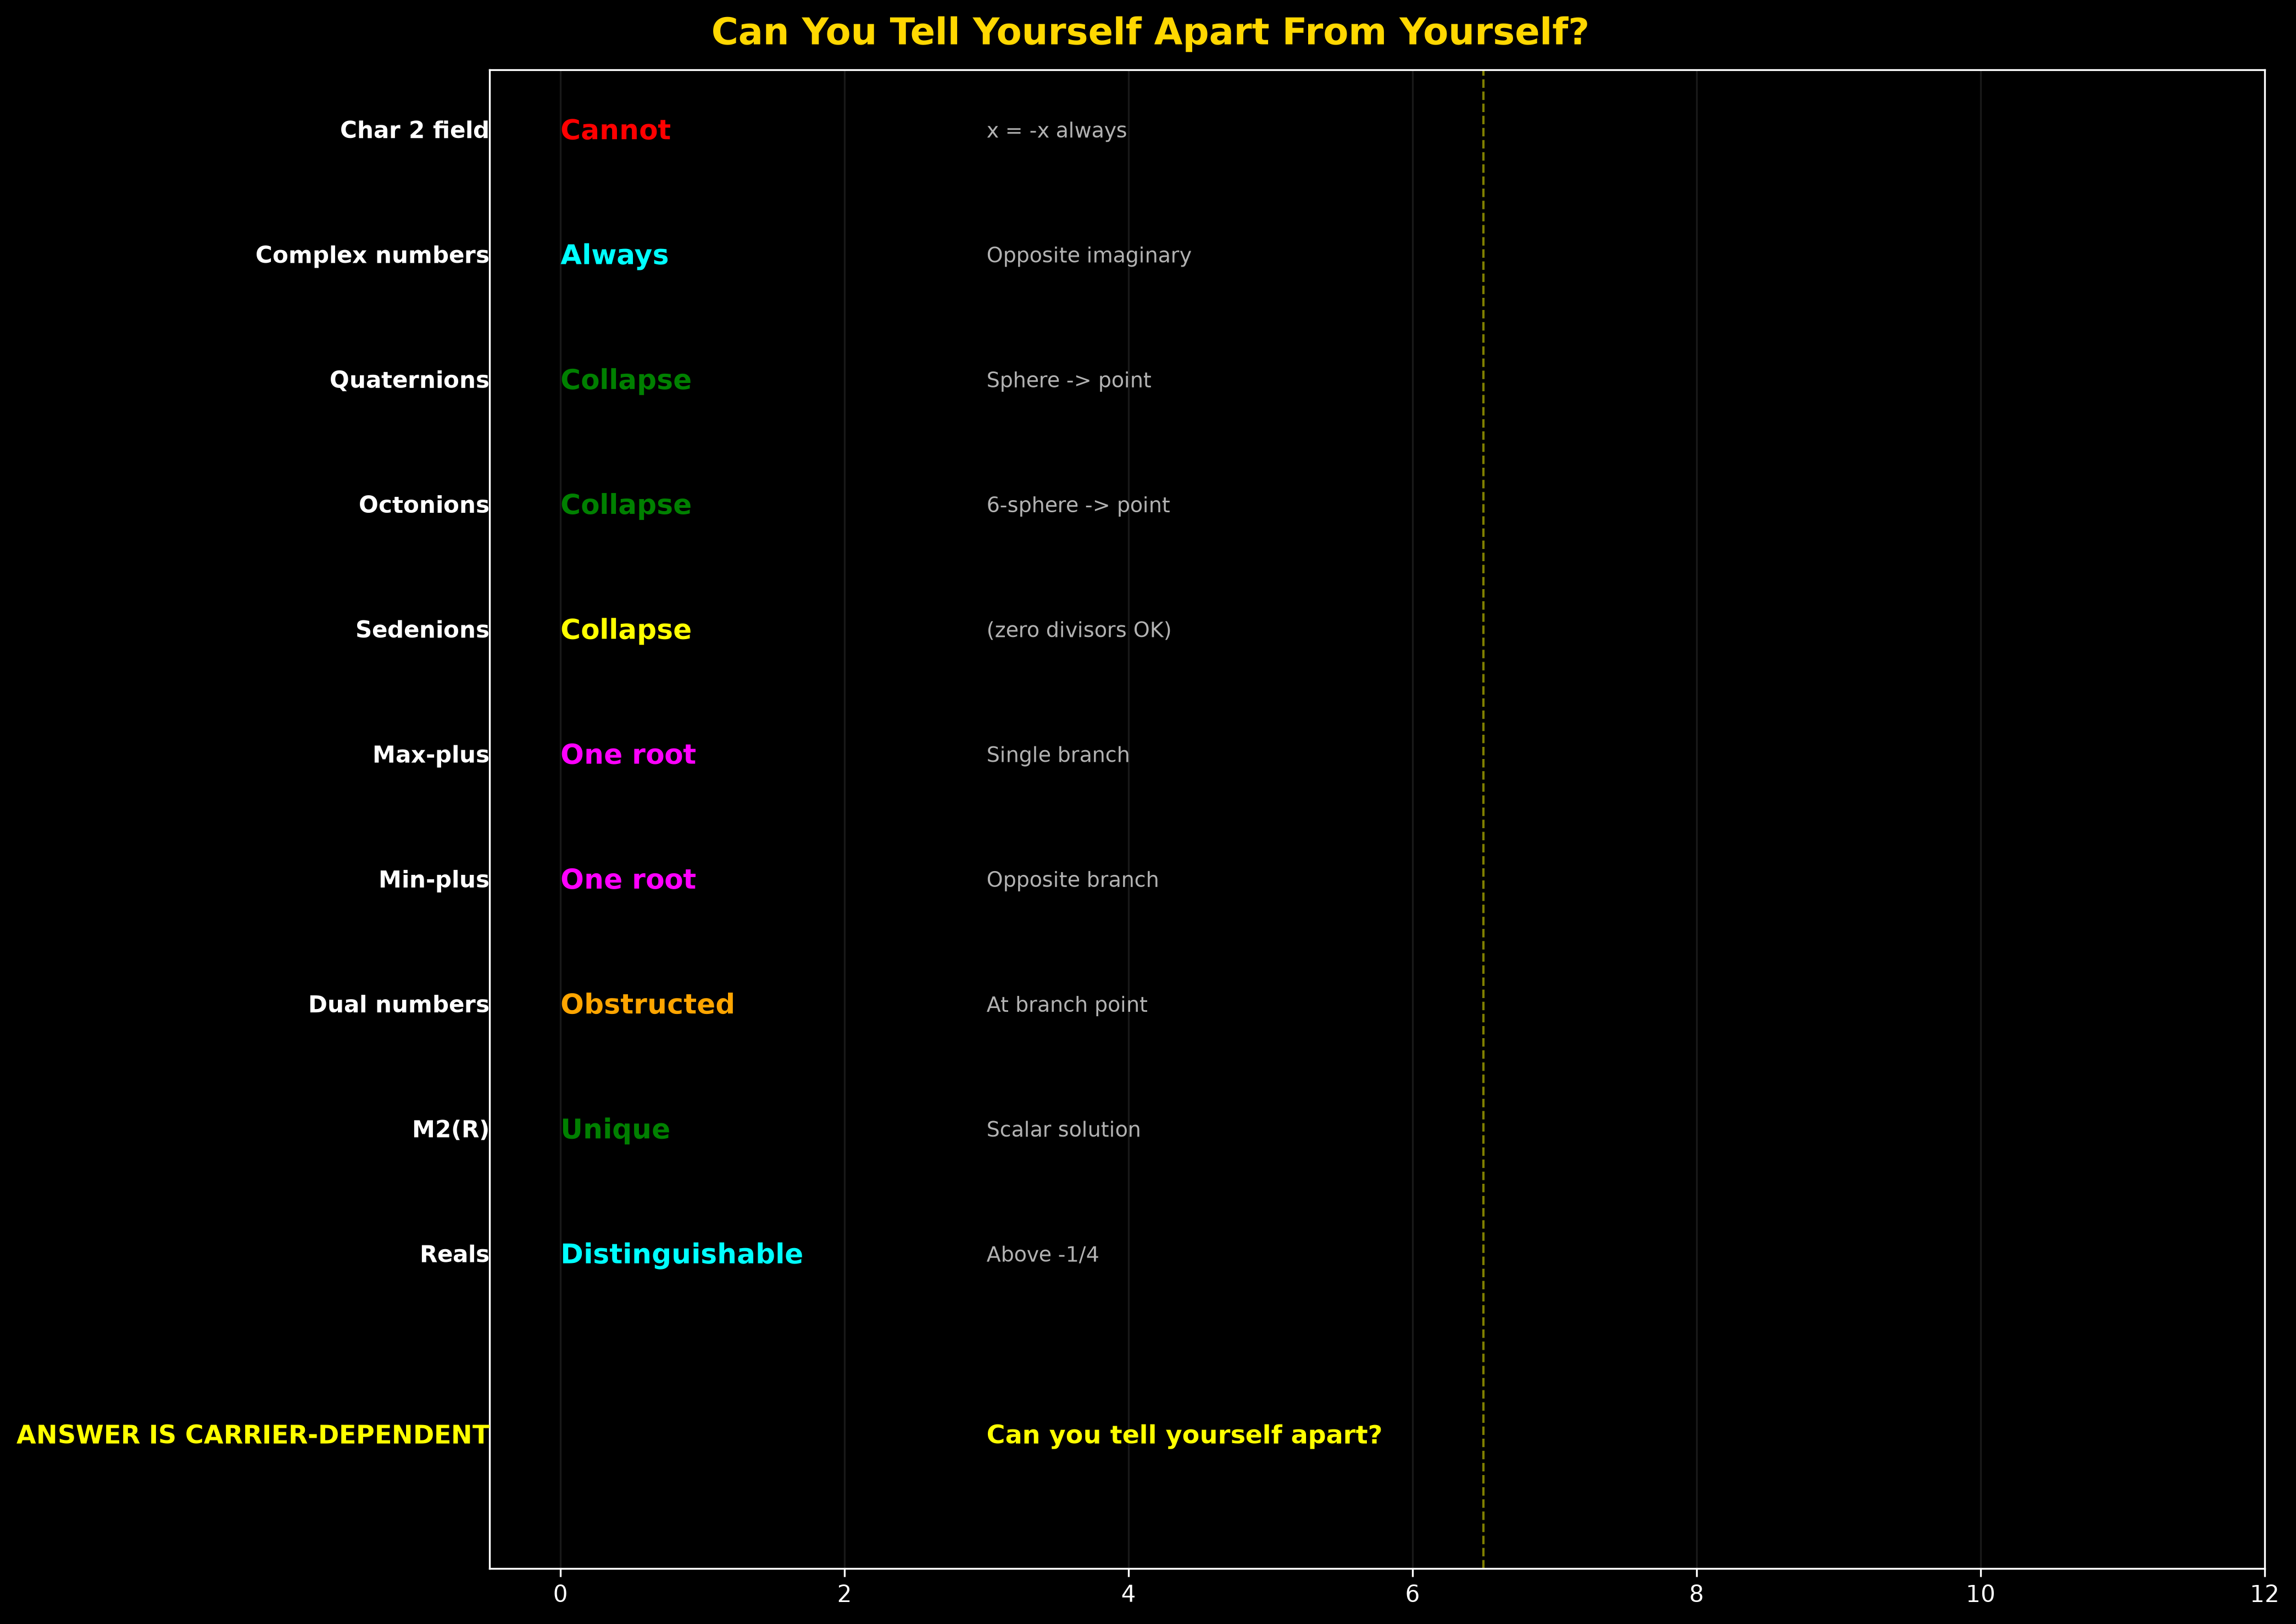 Can You Tell Yourself Apart From Yourself?
Char 2 field Cannot x = -x always
Complex numbers Always Opposite imaginary
Quaternions Collapse Sphere -> point
Octonions Collapse 6-sphere -> point
Sedenions Collapse (zero divisors OK)
Max-plus One root Single branch
Min-plus One root Opposite branch
Dual numbers Obstructed At branch point
M2(R) Unique Scalar solution
Reals Distinguishable Above -1/4
ANSWER IS CARRIER-DEPENDENT Can you tell yourself apart?
0 2 4 6 8 10 12